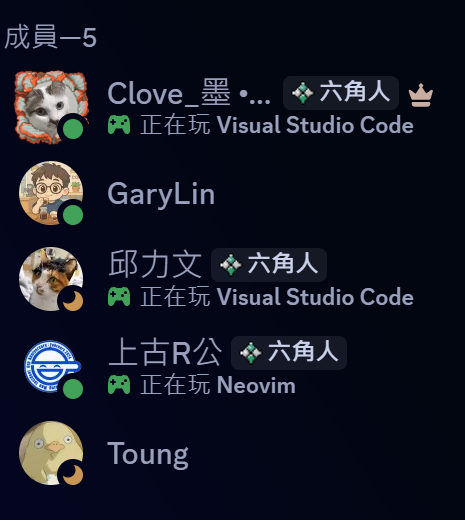 成員—5
Clove_墨 •... 六角人
正在玩 Visual Studio Code
GaryLin
邱力文 六角人
正在玩 Visual Studio Code
上古R公 六角人
正在玩 Neovim
Toung